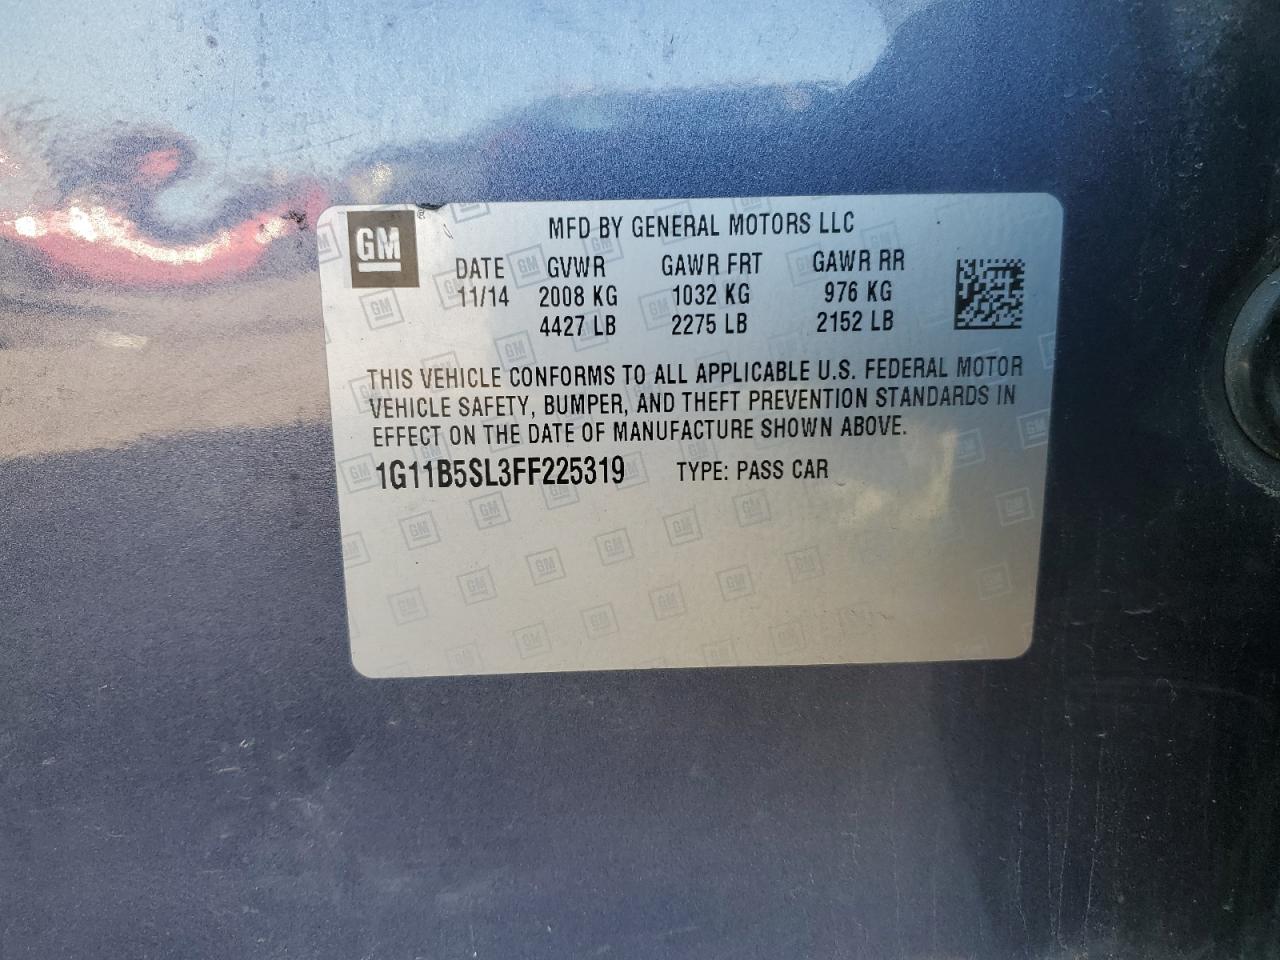 GM ®
MFD BY GENERAL MOTORS LLC
DATE GVWR GAWR FRT GAWR RR
11/14 2008 KG 1032 KG 976 KG
4427 LB 2275 LB 2152 LB
THIS VEHICLE CONFORMS TO ALL APPLICABLE U.S. FEDERAL MOTOR
VEHICLE SAFETY, BUMPER, AND THEFT PREVENTION STANDARDS IN
EFFECT ON THE DATE OF MANUFACTURE SHOWN ABOVE.
1G11B5SL3FF225319 TYPE: PASS CAR